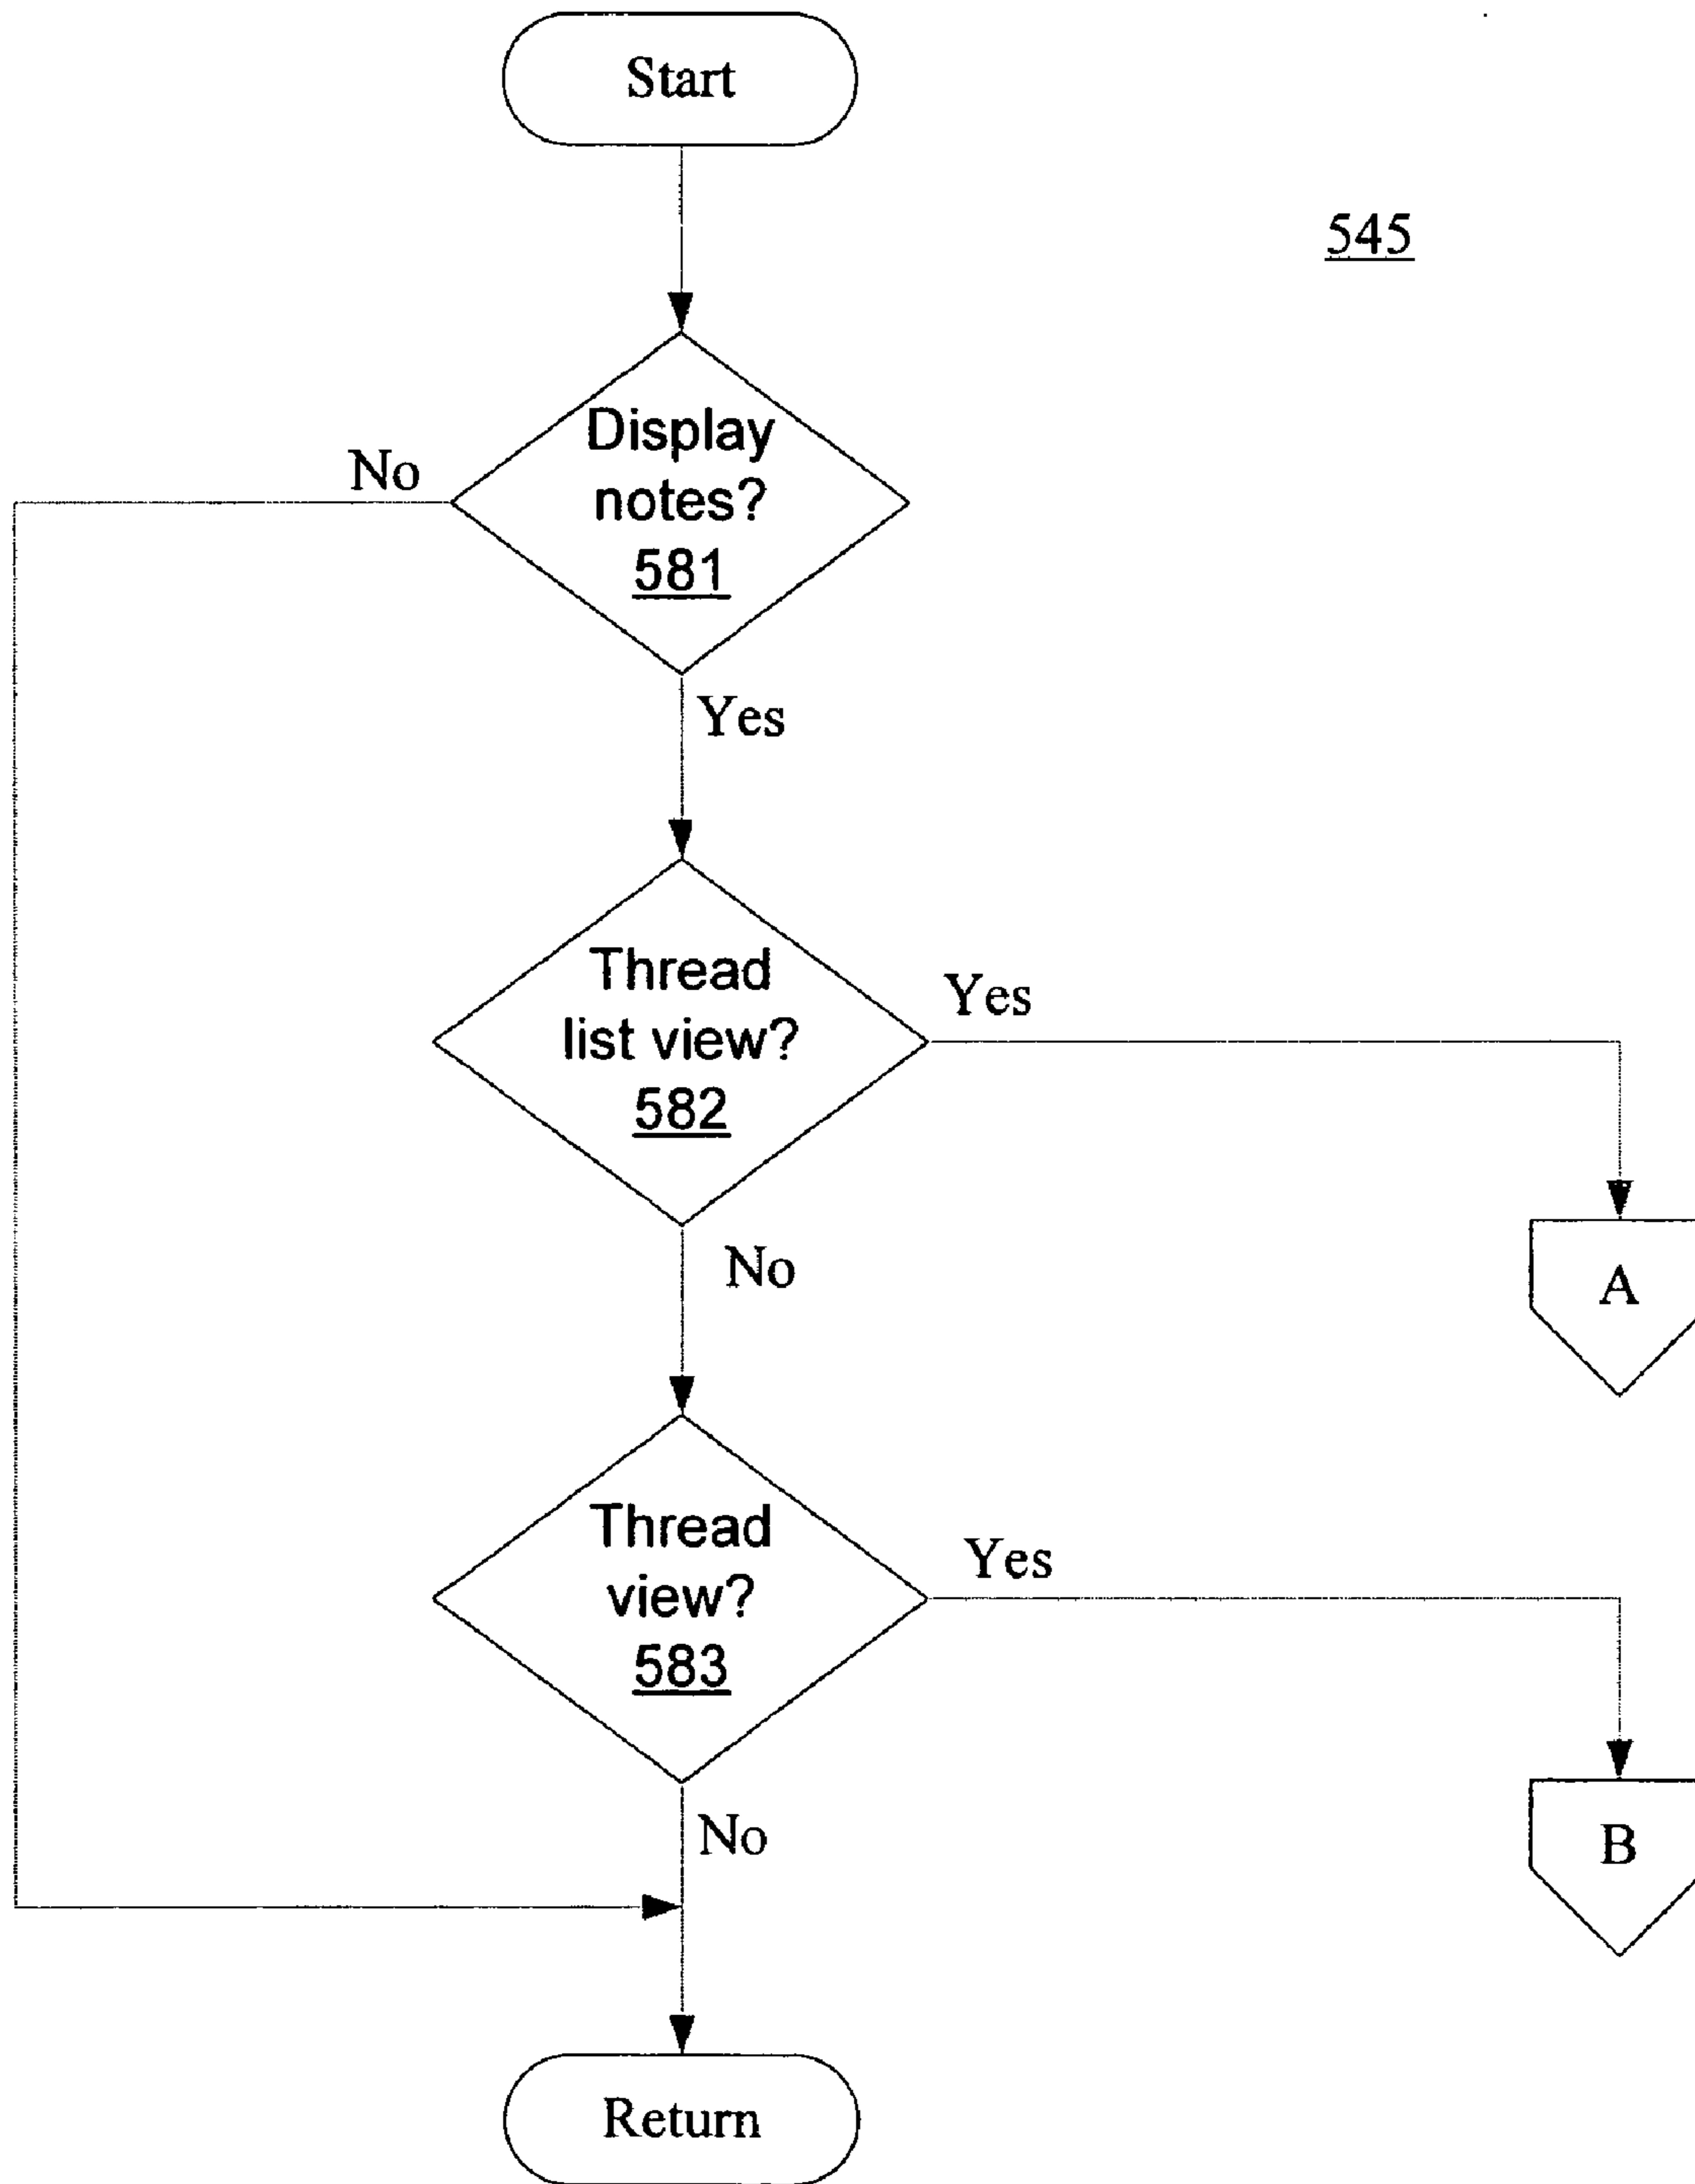 Start
545
Display
notes?
581
No
Yes
Thread
list view?
582
Yes
No
A
Thread
view?
583
Yes
No
B
Return